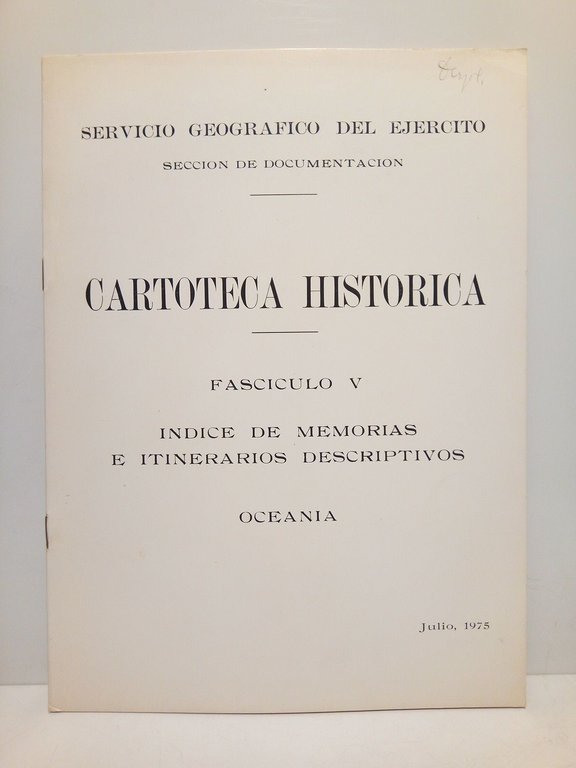 SERVICIO GEOGRAFICO DEL EJERCITO
SECCION DE DOCUMENTACION
CARTOTECA HISTORICA
FASCICULO V
INDICE DE MEMORIAS
E ITINERARIOS DESCRIPTIVOS
OCEANIA
Julio, 1975